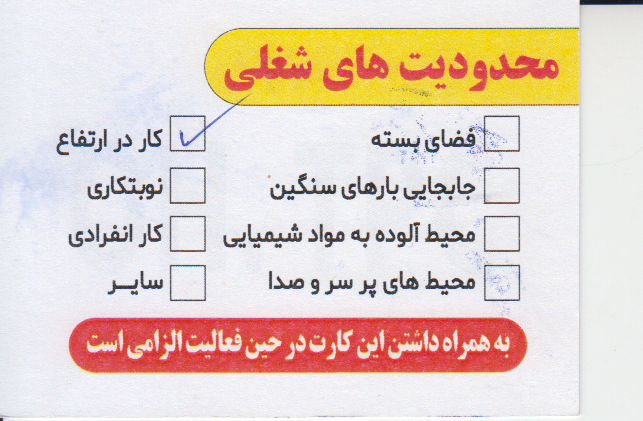 محدودیت های شغلی
فضای بسته
کار در ارتفاع
جابجایی بارهای سنگین
نوبتکاری
محیط آلوده به مواد شیمیایی
کار انفرادی
محیط های پر سر و صدا
سایـر
به همراه داشتن این کارت در حین فعالیت الزامی است